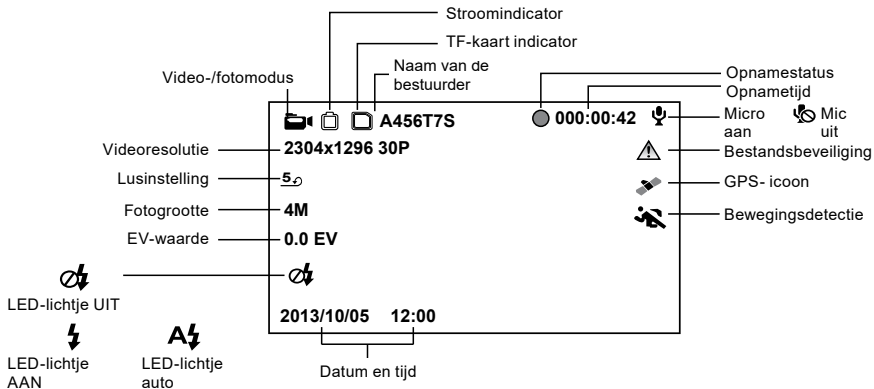 Stroomindicator
TF-kaart indicator
Naam van de
bestuurder
Video-/fotomodus
Opnamestatus
Opnametijd
A456T7S
000:00:42
Micro
aan
Mic
uit
Videoresolutie
2304x1296 30P
Bestandsbeveiliging
Lusinstelling
5
GPS- icoon
Fotogrootte
4M
Bewegingsdetectie
EV-waarde
0.0 EV
LED-lichtje UIT
2013/10/05 12:00
A
LED-lichtje
AAN
LED-lichtje
auto
Datum en tijd